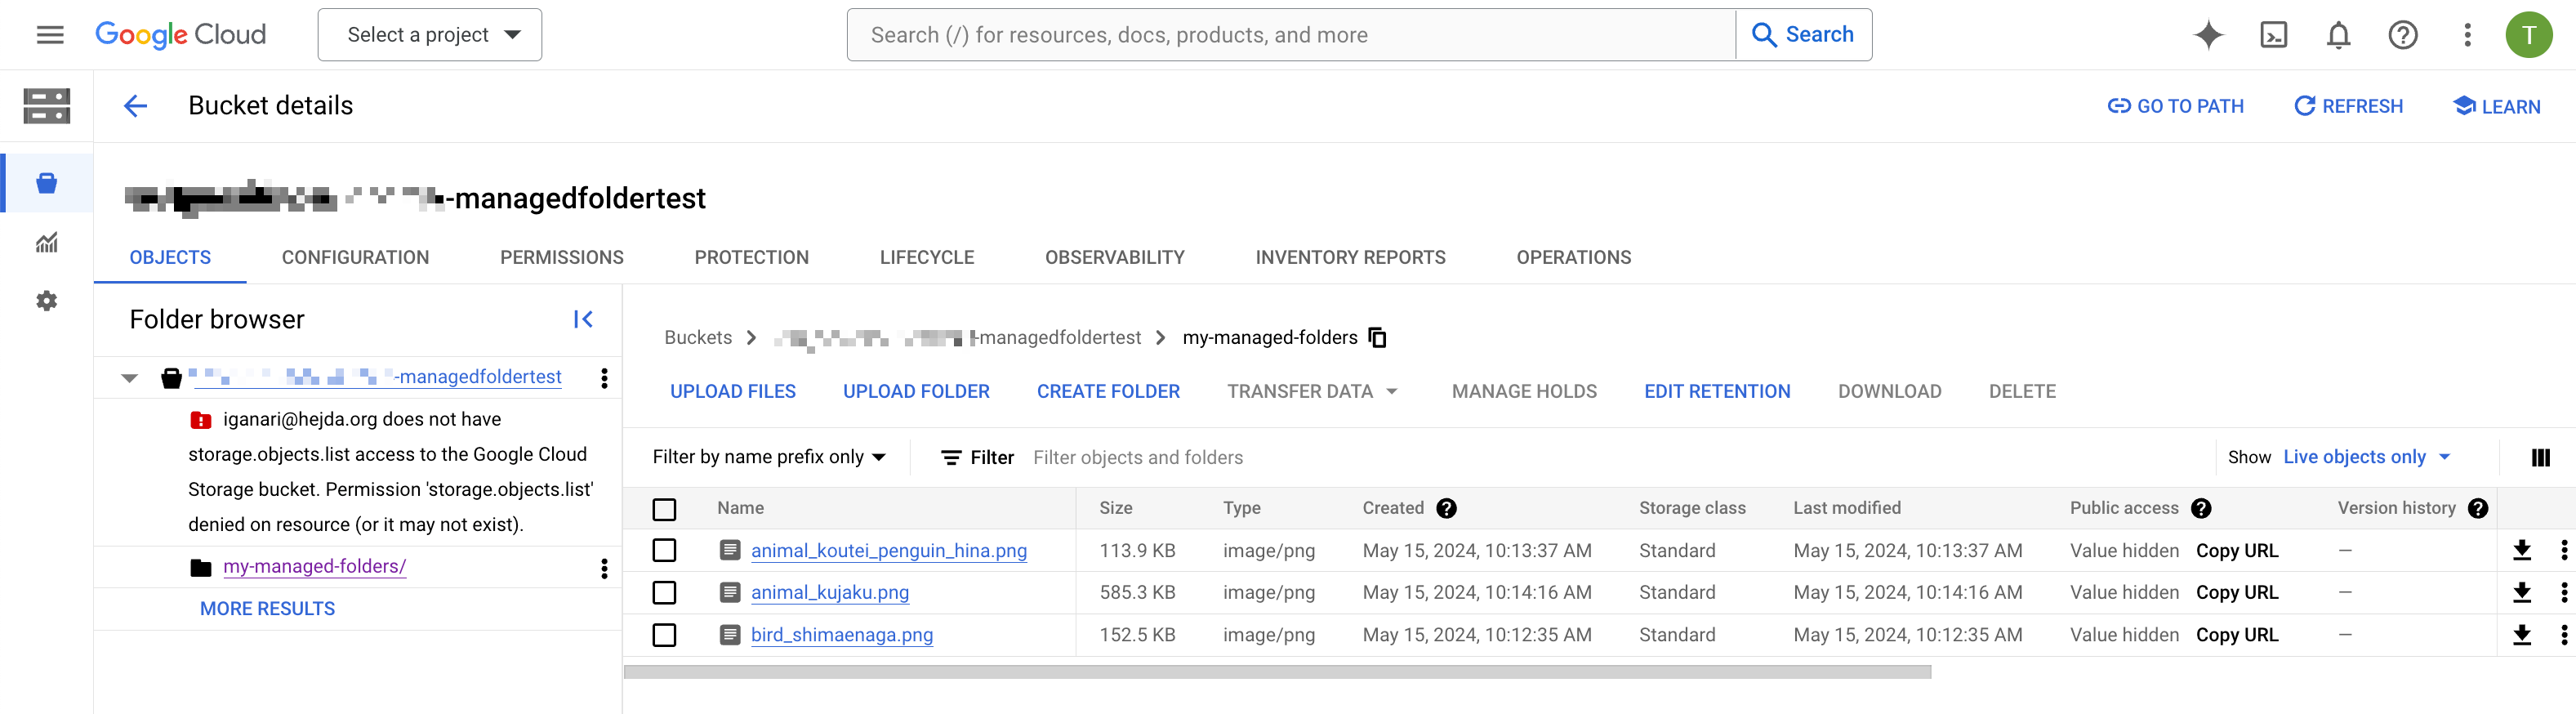 Google Cloud
Select a project
Search (/) for resources, docs, products, and more
Search
T
Bucket details
GO TO PATH
REFRESH
LEARN
-managedfoldertest
OBJECTS
CONFIGURATION
PERMISSIONS
PROTECTION
LIFECYCLE
OBSERVABILITY
INVENTORY REPORTS
OPERATIONS
Folder browser
-managedfoldertest
iganari@hejda.org does not have
storage.objects.list access to the Google Cloud
Storage bucket. Permission 'storage.objects.list'
denied on resource (or it may not exist).
my-managed-folders/
MORE RESULTS
Buckets > -managedfoldertest > my-managed-folders
UPLOAD FILES
UPLOAD FOLDER
CREATE FOLDER
TRANSFER DATA
MANAGE HOLDS
EDIT RETENTION
DOWNLOAD
DELETE
Filter by name prefix only
Filter
Filter objects and folders
Show Live objects only
Name Size Type Created Storage class Last modified Public access Version history
animal_koutei_penguin_hina.png 113.9 KB image/png May 15, 2024, 10:13:37 AM Standard May 15, 2024, 10:13:37 AM Value hidden Copy URL —
animal_kujaku.png 585.3 KB image/png May 15, 2024, 10:14:16 AM Standard May 15, 2024, 10:14:16 AM Value hidden Copy URL —
bird_shimaenaga.png 152.5 KB image/png May 15, 2024, 10:12:35 AM Standard May 15, 2024, 10:12:35 AM Value hidden Copy URL —